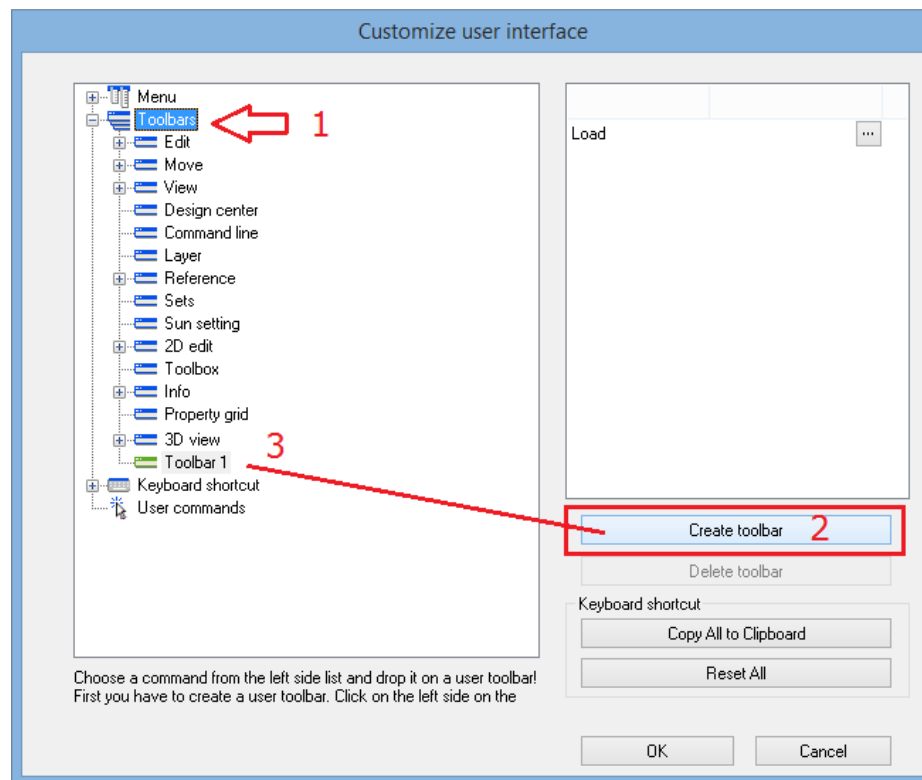 Customize user interface
Menu
Toolbars
1
Edit
Move
View
Design center
Command line
Layer
Reference
Sets
Sun setting
2D edit
Toolbox
Info
Property grid
3D view
3
Toolbar 1
Keyboard shortcut
User commands
Choose a command from the left side list and drop it on a user toolbar!
First you have to create a user toolbar. Click on the left side on the
Load
...
Create toolbar 2
Delete toolbar
Keyboard shortcut
Copy All to Clipboard
Reset All
OK
Cancel